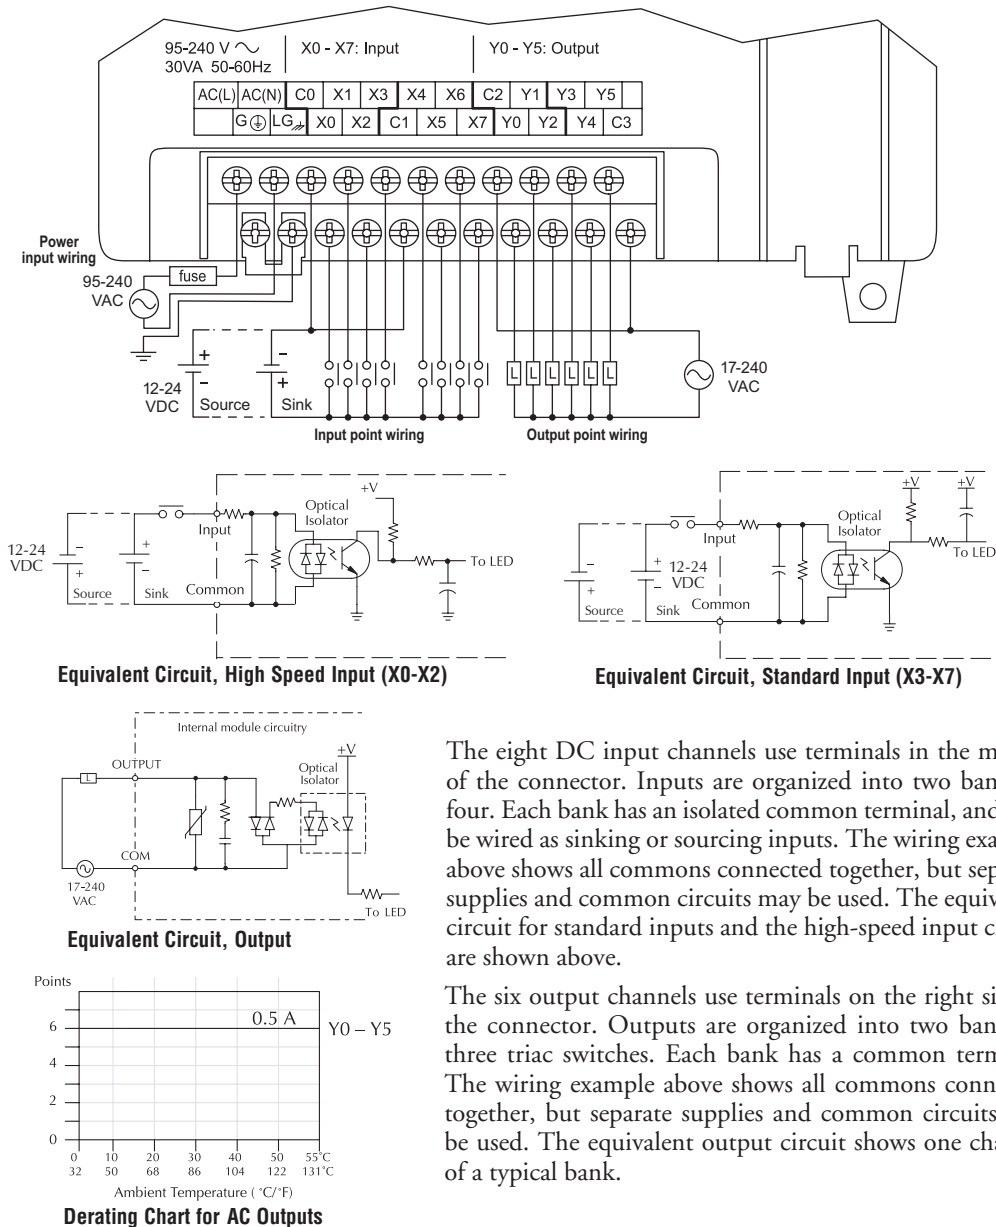 95-240 V
30VA 50-60Hz
X0 - X7: Input
Y0 - Y5: Output
AC(L) AC(N) C0 X1 X3 X4 X6 C2 Y1 Y3 Y5
G LG X0 X2 C1 X5 X7 Y0 Y2 Y4 C3
Power
input wiring
fuse
95-240
VAC
+
-
12-24
VDC
Source
-
+
Sink
L L L L L L
17-240
VAC
Input point wiring
Output point wiring
12-24
VDC
-
+
Source
+
-
Sink
Input
Common
Optical
Isolator
+V
To LED
Equivalent Circuit, High Speed Input (X0-X2)
-
+
Source
+
-
12-24
VDC
Sink
Input
Common
Optical
Isolator
+V
+V
To LED
Equivalent Circuit, Standard Input (X3-X7)
Internal module circuitry
OUTPUT
L
COM
17-240
VAC
Optical
Isolator
+V
To LED
Equivalent Circuit, Output
Points
6
4
2
0
0.5 A
Y0 – Y5
0 10 20 30 40 50 55˚C
32 50 68 86 104 122 131˚C
Ambient Temperature ( ˚C/˚F)
Derating Chart for AC Outputs
The eight DC input channels use terminals in the m
of the connector. Inputs are organized into two ban
four. Each bank has an isolated common terminal, and
be wired as sinking or sourcing inputs. The wiring exa
above shows all commons connected together, but sep
supplies and common circuits may be used. The equiv
circuit for standard inputs and the high-speed input c
are shown above.
The six output channels use terminals on the right si
the connector. Outputs are organized into two ban
three triac switches. Each bank has a common term
The wiring example above shows all commons conn
together, but separate supplies and common circuits
be used. The equivalent output circuit shows one cha
of a typical bank.